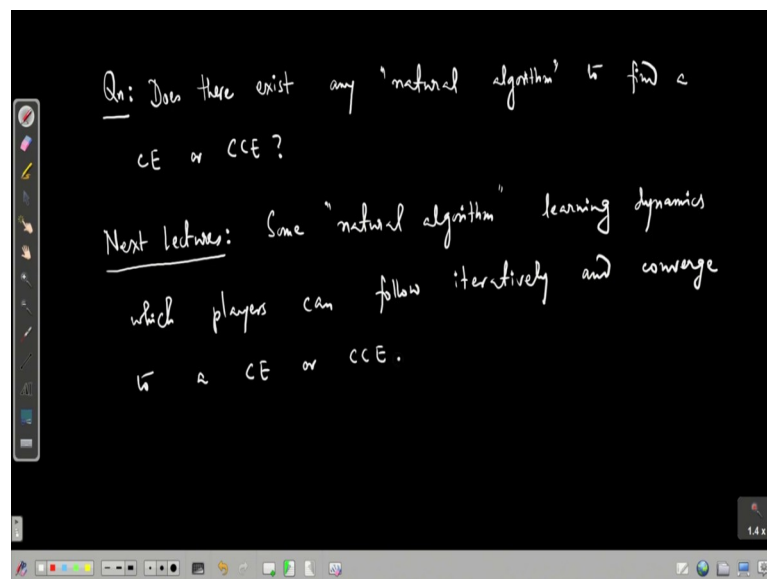 Qn: Does there exist any "natural algorithm" to find a
CE or CCE?
Next lectures: Some "natural algorithm" learning dynamics
which players can follow iteratively and converge
to a CE or CCE.
1.4 x